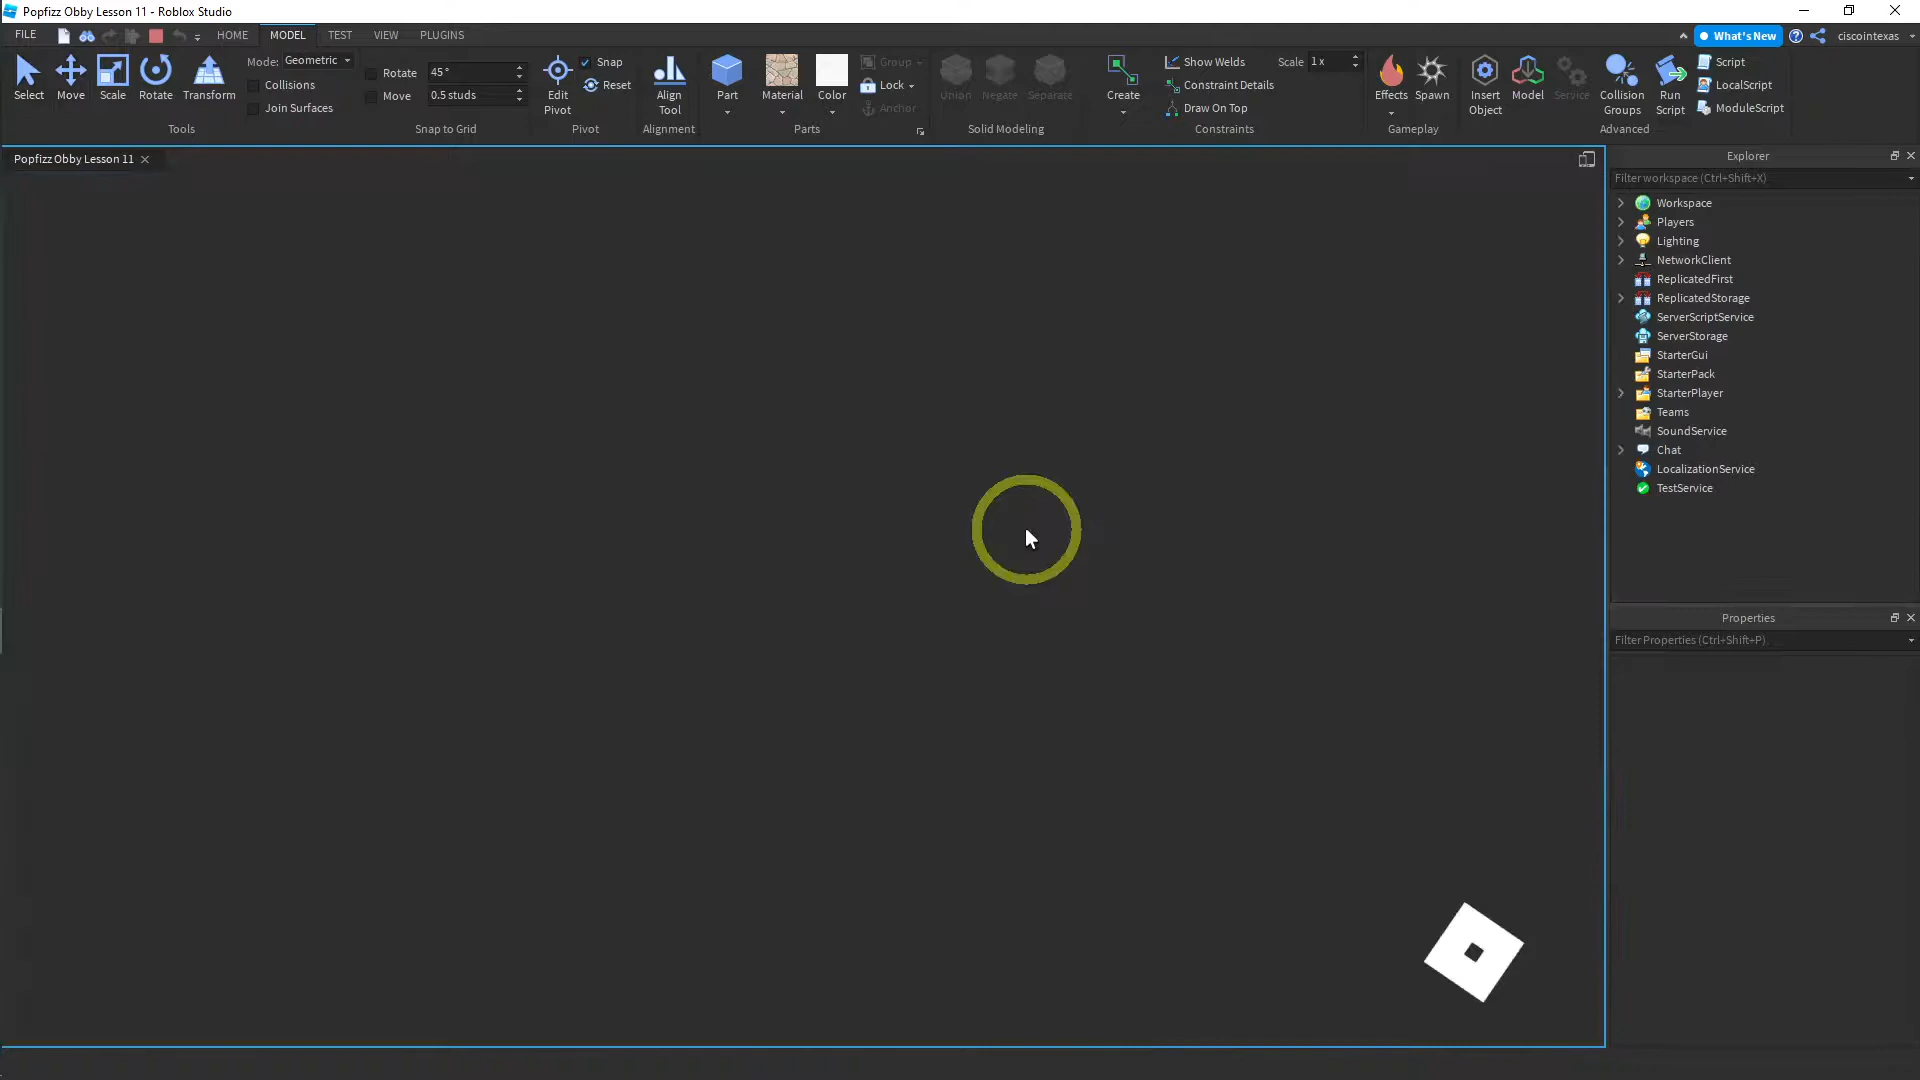 Popfizz Obby Lesson 11 - Roblox Studio
FILE
HOME
MODEL
TEST
VIEW
PLUGINS
What's New
ciscointexas
Select
Move
Scale
Rotate
Transform
Mode: Geometric
Collisions
Join Surfaces
Tools
Rotate 45°
Move 0.5 studs
Snap to Grid
Edit
Pivot
Snap
Reset
Pivot
Align
Tool
Alignment
Part
Material
Color
Group
Lock
Anchor
Parts
Union
Negate
Separate
Solid Modeling
Create
Show Welds
Constraint Details
Draw On Top
Scale 1x
Constraints
Effects
Spawn
Gameplay
Insert
Object
Model
Service
Collision
Groups
Run
Script
Script
LocalScript
ModuleScript
Advanced
Popfizz Obby Lesson 11
Explorer
Filter workspace (Ctrl+Shift+X)
Workspace
Players
Lighting
NetworkClient
ReplicatedFirst
ReplicatedStorage
ServerScriptService
ServerStorage
StarterGui
StarterPack
StarterPlayer
Teams
SoundService
Chat
LocalizationService
TestService
Properties
Filter Properties (Ctrl+Shift+P)